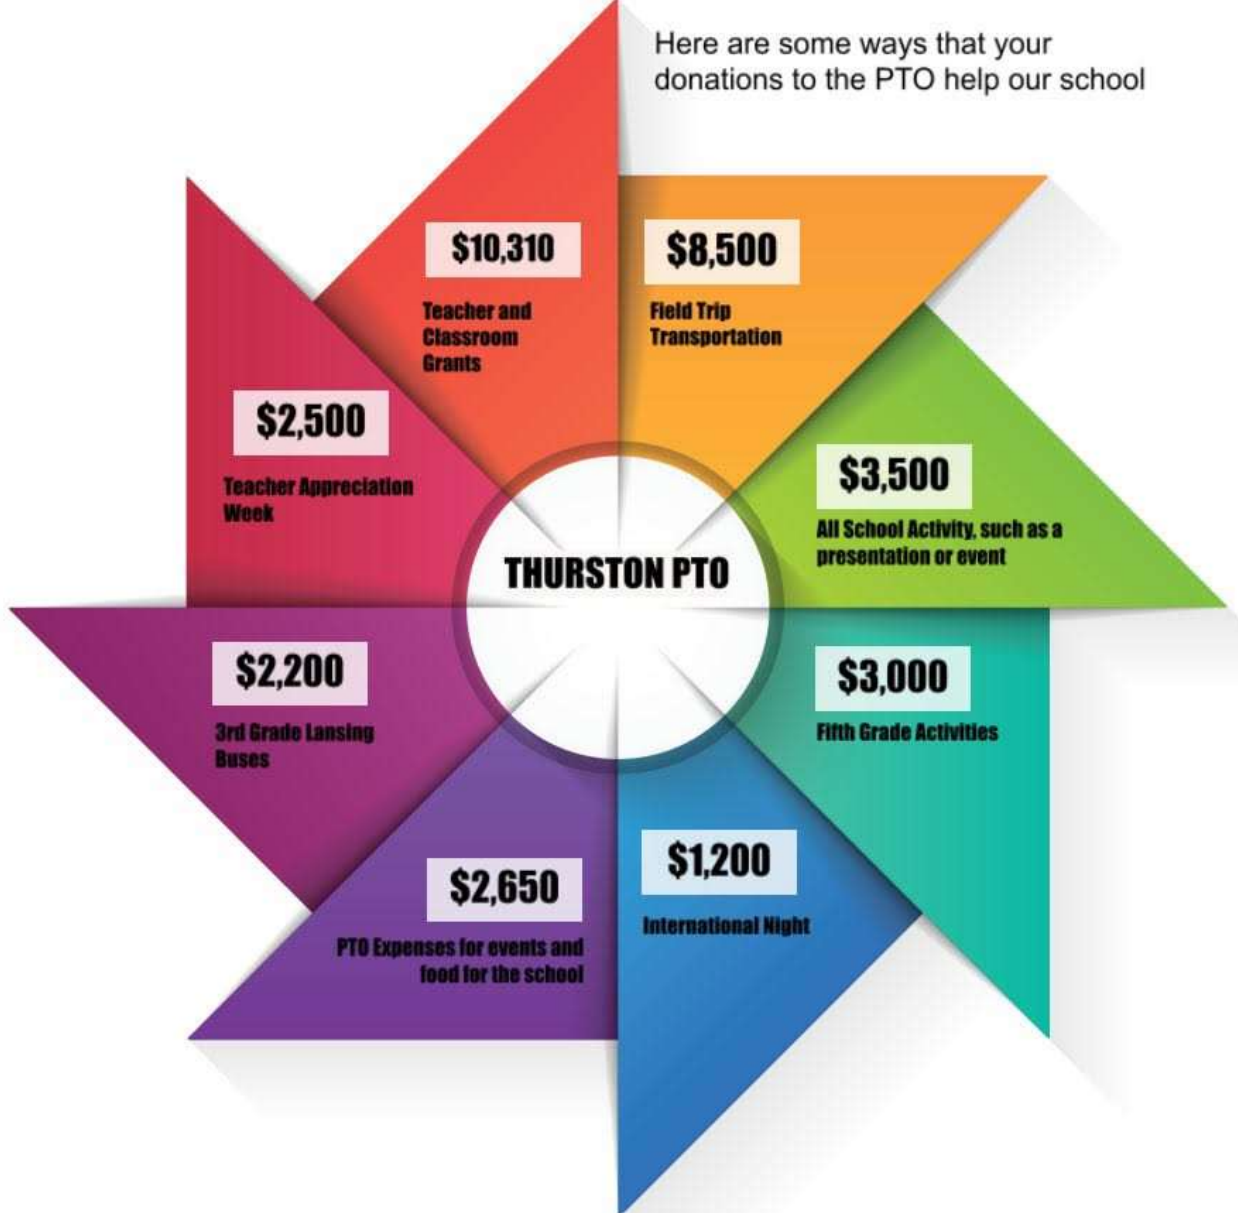 Here are some ways that your
donations to the PTO help our school
$10,310
Teacher and
Classroom
Grants
$8,500
Field Trip
Transportation
$3,500
All School Activity, such as a
presentation or event
$3,000
Fifth Grade Activities
$1,200
International Night
$2,650
PTO Expenses for events and
food for the school
$2,200
3rd Grade Lansing
Buses
$2,500
Teacher Appreciation
Week
THURSTON PTO